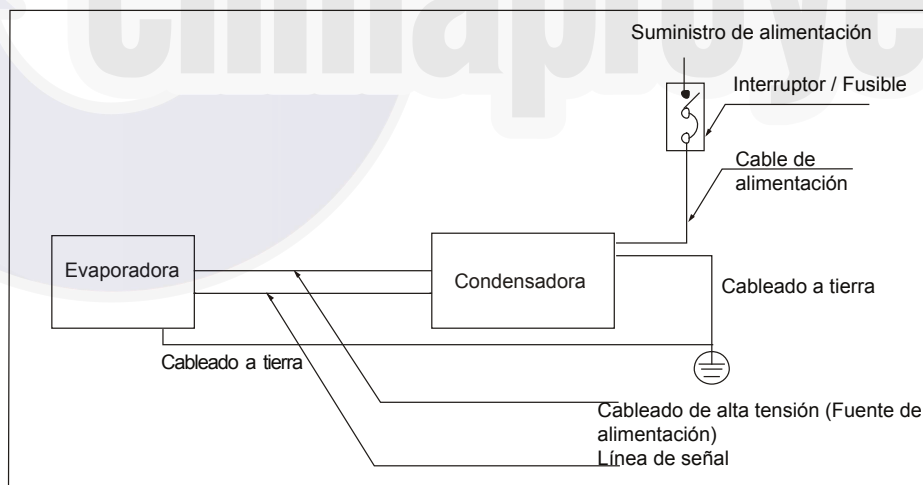 Suministro de alimentación
Interruptor / Fusible
Cable de
alimentación
Evaporadora
Condensadora
Cableado a tierra
Cableado a tierra
Cableado de alta tensión (Fuente de
alimentación)
Línea de señal